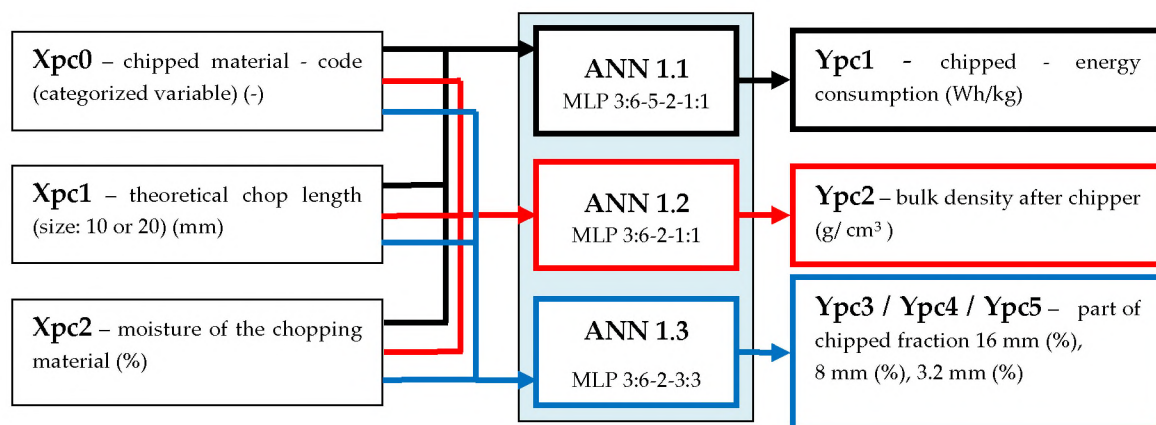 Xpc0 – chipped material - code
(categorized variable) (-)
Xpc1 – theoretical chop length
(size: 10 or 20) (mm)
Xpc2 – moisture of the chopping
material (%)
ANN 1.1
MLP 3:6-5-2-1:1
ANN 1.2
MLP 3:6-2-1:1
ANN 1.3
MLP 3:6-2-3:3
Ypc1 - chipped - energy
consumption (Wh/kg)
Ypc2 – bulk density after chipper
(g/ cm³ )
Ypc3 / Ypc4 / Ypc5 – part of
chipped fraction 16 mm (%),
8 mm (%), 3.2 mm (%)